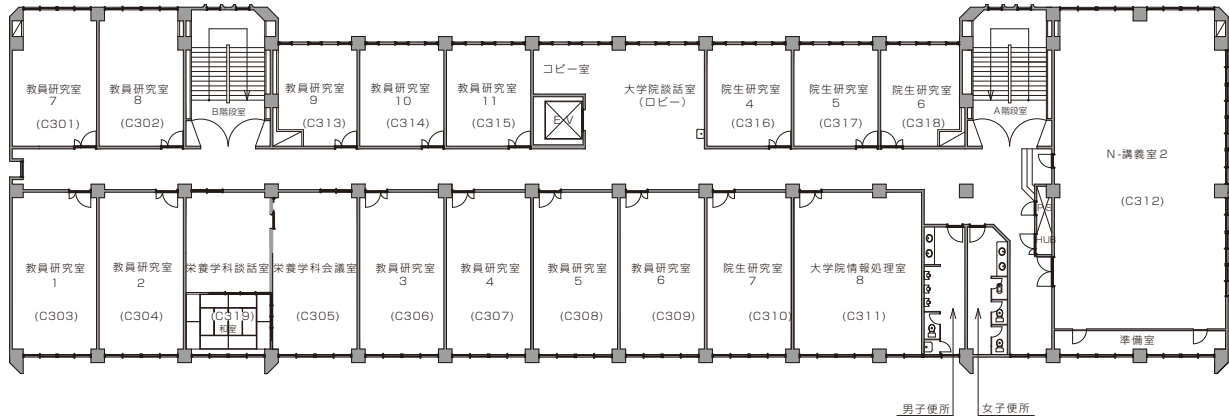 教員研究室
7
(C301)
教員研究室
8
(C302)
B階段室
教員研究室
9
(C313)
教員研究室
10
(C314)
教員研究室
11
(C315)
コピー室
EV
大学院談話室
(ロビー)
院生研究室
4
(C316)
院生研究室
5
(C317)
院生研究室
6
(C318)
A階段室
N-講義室2
(C312)
PS
HUB
教員研究室
1
(C303)
教員研究室
2
(C304)
栄養学科談話室
(C319)
和室
栄養学科会議室
(C305)
教員研究室
3
(C306)
教員研究室
4
(C307)
教員研究室
5
(C308)
教員研究室
6
(C309)
院生研究室
7
(C310)
大学院情報処理室
8
(C311)
準備室
男子便所
女子便所